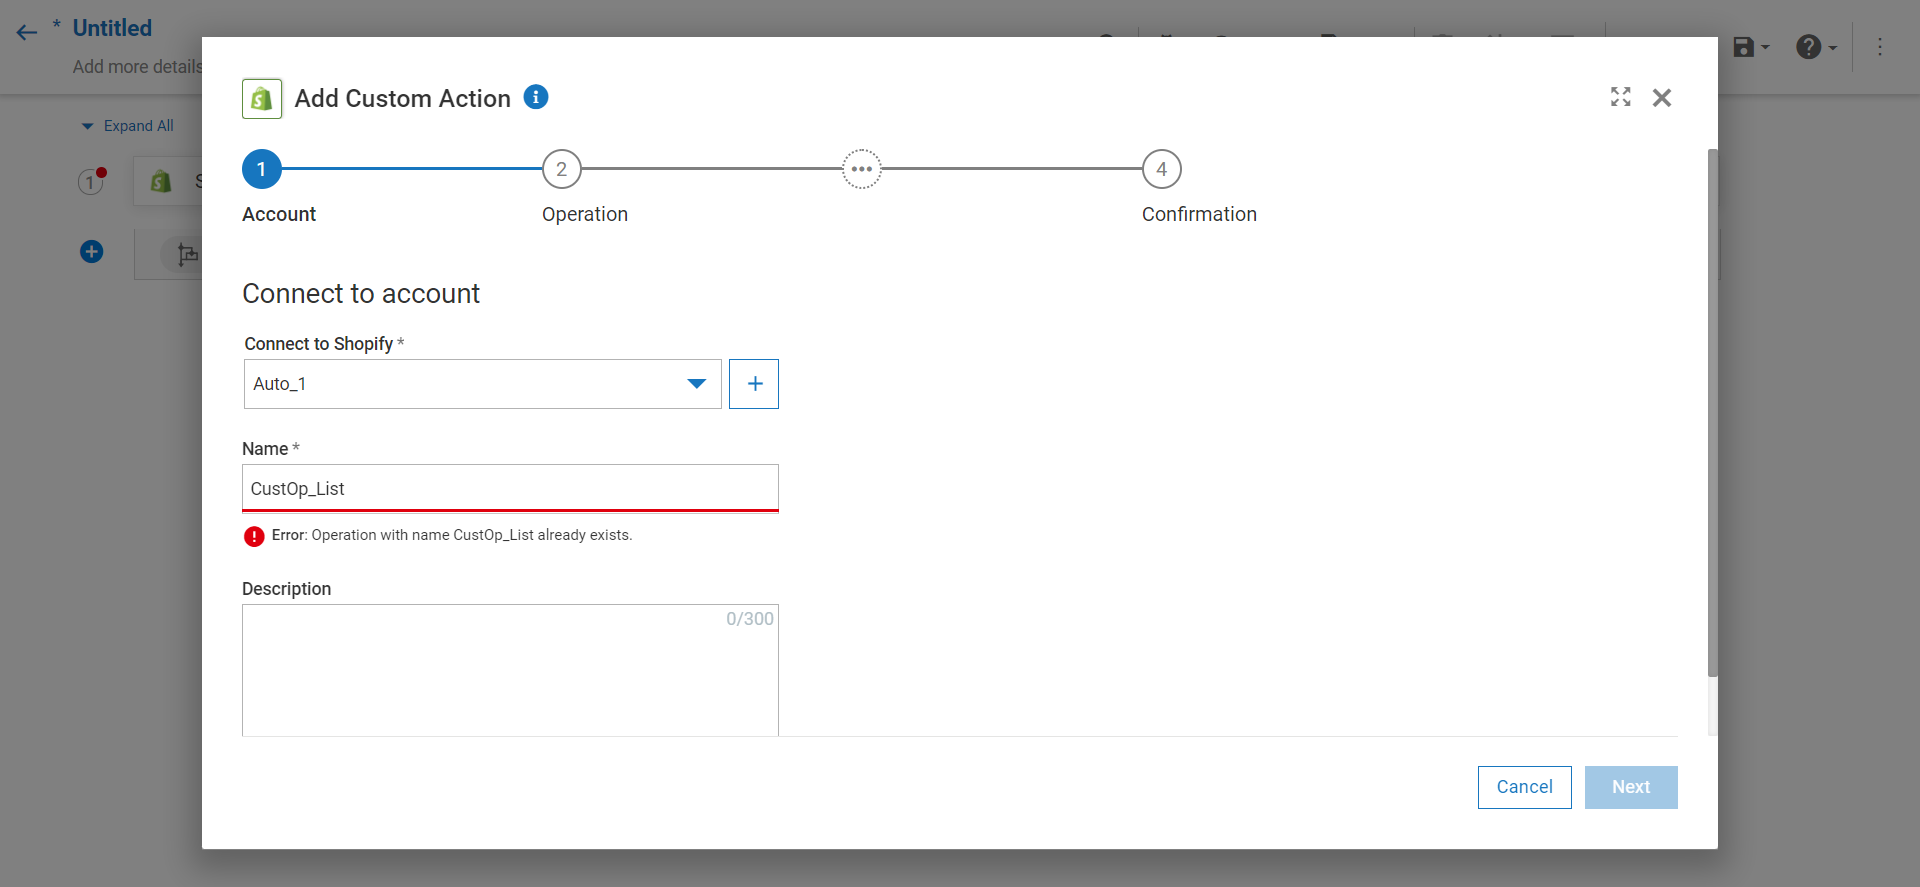 * Untitled
Add more details
Expand All
1
Add Custom Action
1
2
4
Account
Operation
Confirmation
Connect to account
Connect to Shopify *
Auto_1
Name *
CustOp_List
Error: Operation with name CustOp_List already exists.
Description
0/300
Cancel
Next